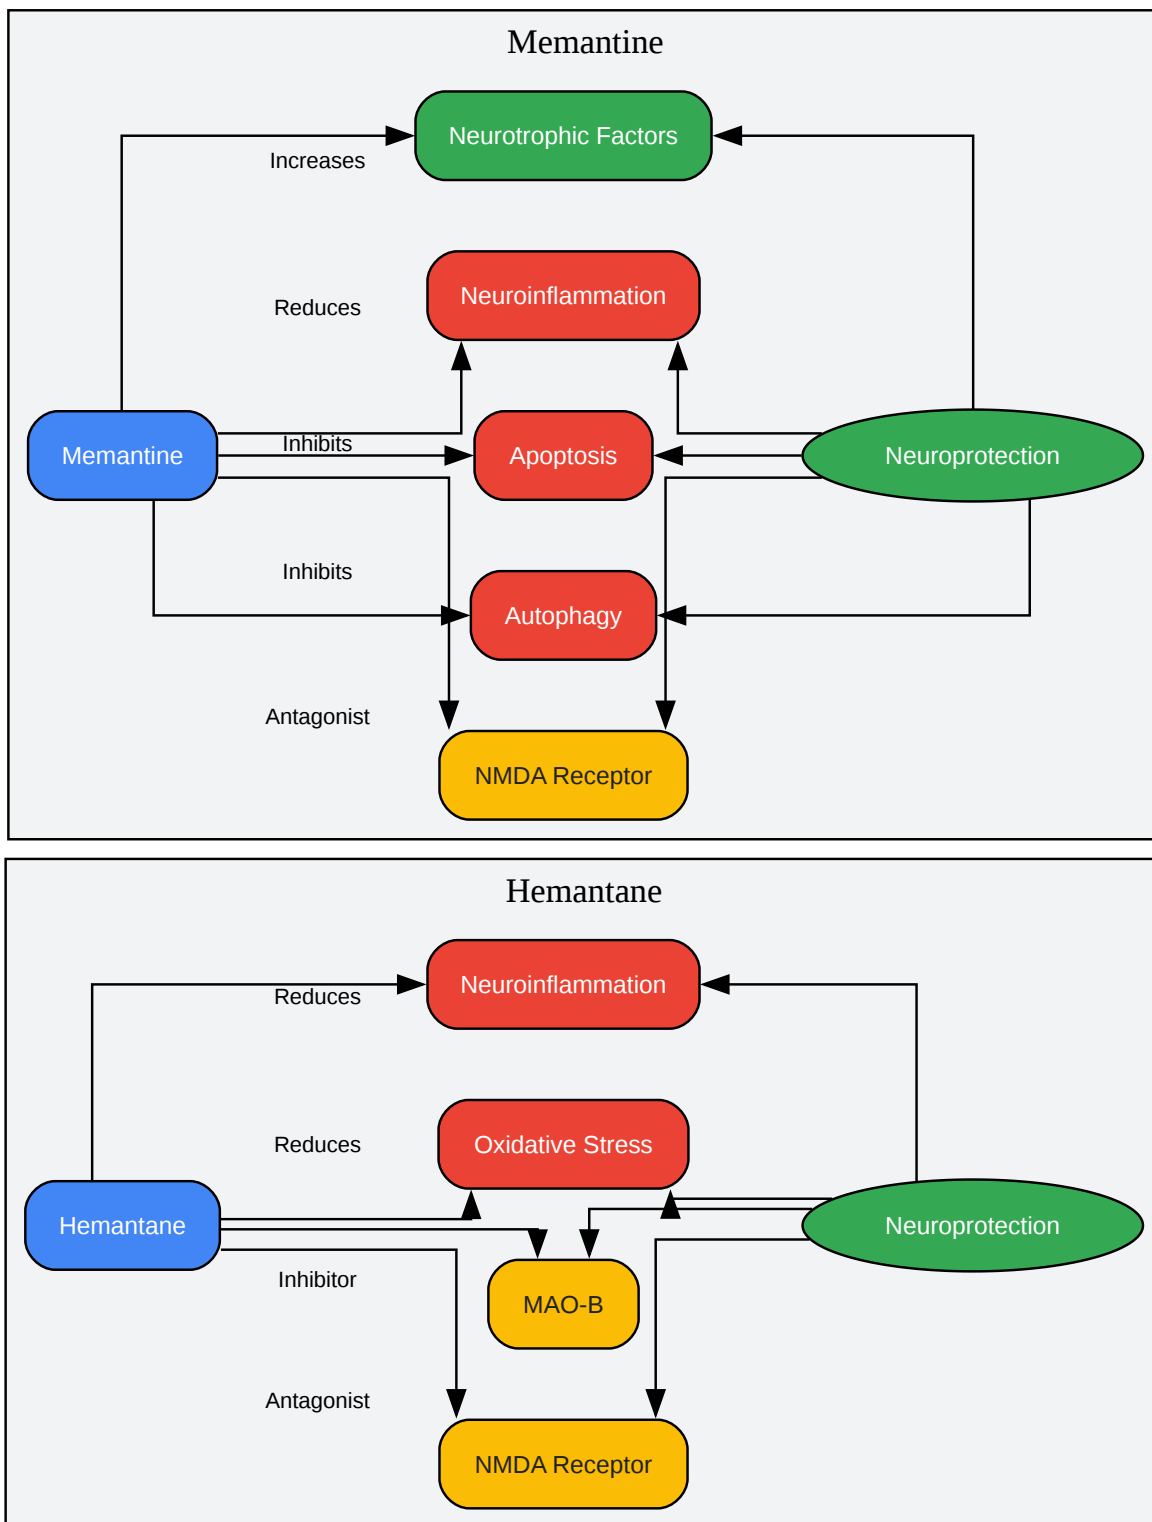 Memantine
Neurotrophic Factors
Increases
Neuroinflammation
Reduces
Memantine
Inhibits
Apoptosis
Neuroprotection
Inhibits
Autophagy
Antagonist
NMDA Receptor
Hemantane
Neuroinflammation
Reduces
Reduces
Oxidative Stress
Hemantane
Neuroprotection
Inhibitor
MAO-B
Antagonist
NMDA Receptor